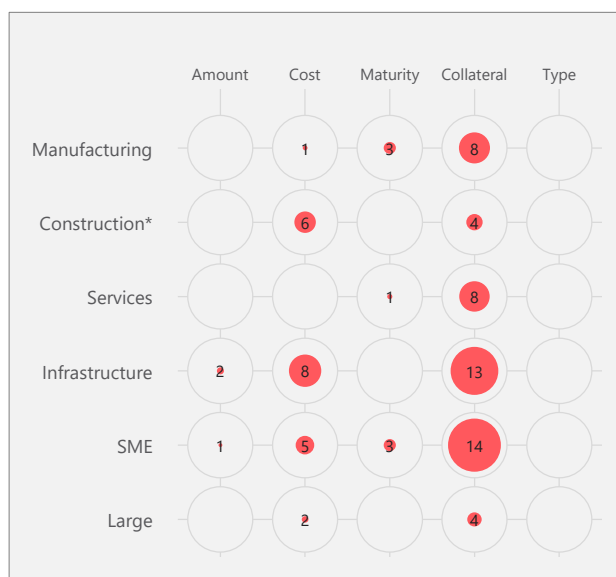 Amount Cost Maturity Collateral Type
Manufacturing 1 3 8
Construction* 6 4
Services 1 8
Infrastructure 2 8 13
SME 1 5 3 14
Large 2 4